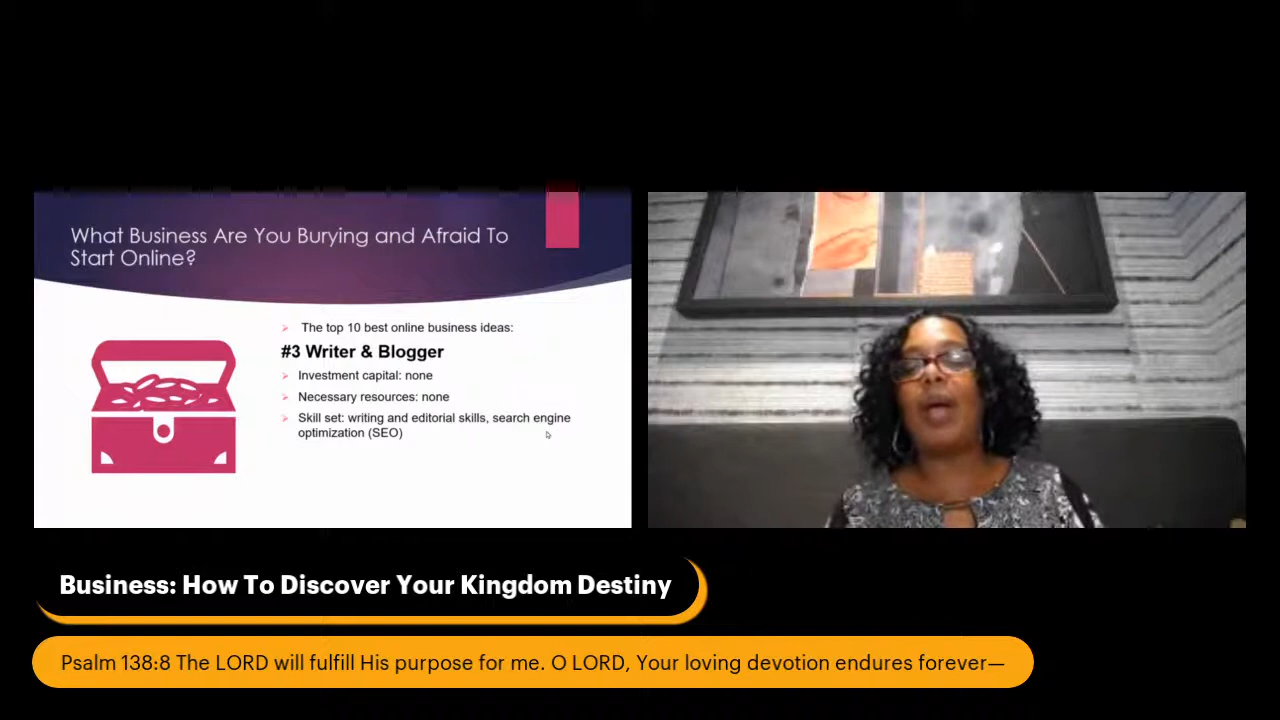 What Business Are You Burying and Afraid To
Start Online?
The top 10 best online business ideas:
#3 Writer & Blogger
Investment capital: none
Necessary resources: none
Skill set: writing and editorial skills, search engine
optimization (SEO)
Business: How To Discover Your Kingdom Destiny
Psalm 138:8 The LORD will fulfill His purpose for me. O LORD, Your loving devotion endures forever—